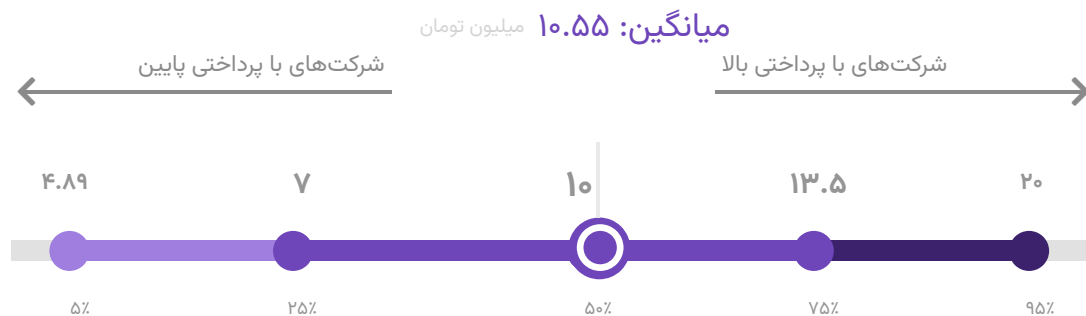 میانگین: ۱۰.۵۵ میلیون تومان
شرکت‌های با پرداختی بالا
شرکت‌های با پرداختی پایین
۴.۸۹ ۷ ۱۰ ۱۳.۵ ۲۰
۵٪ ۲۵٪ ۵۰٪ ۷۵٪ ۹۵٪